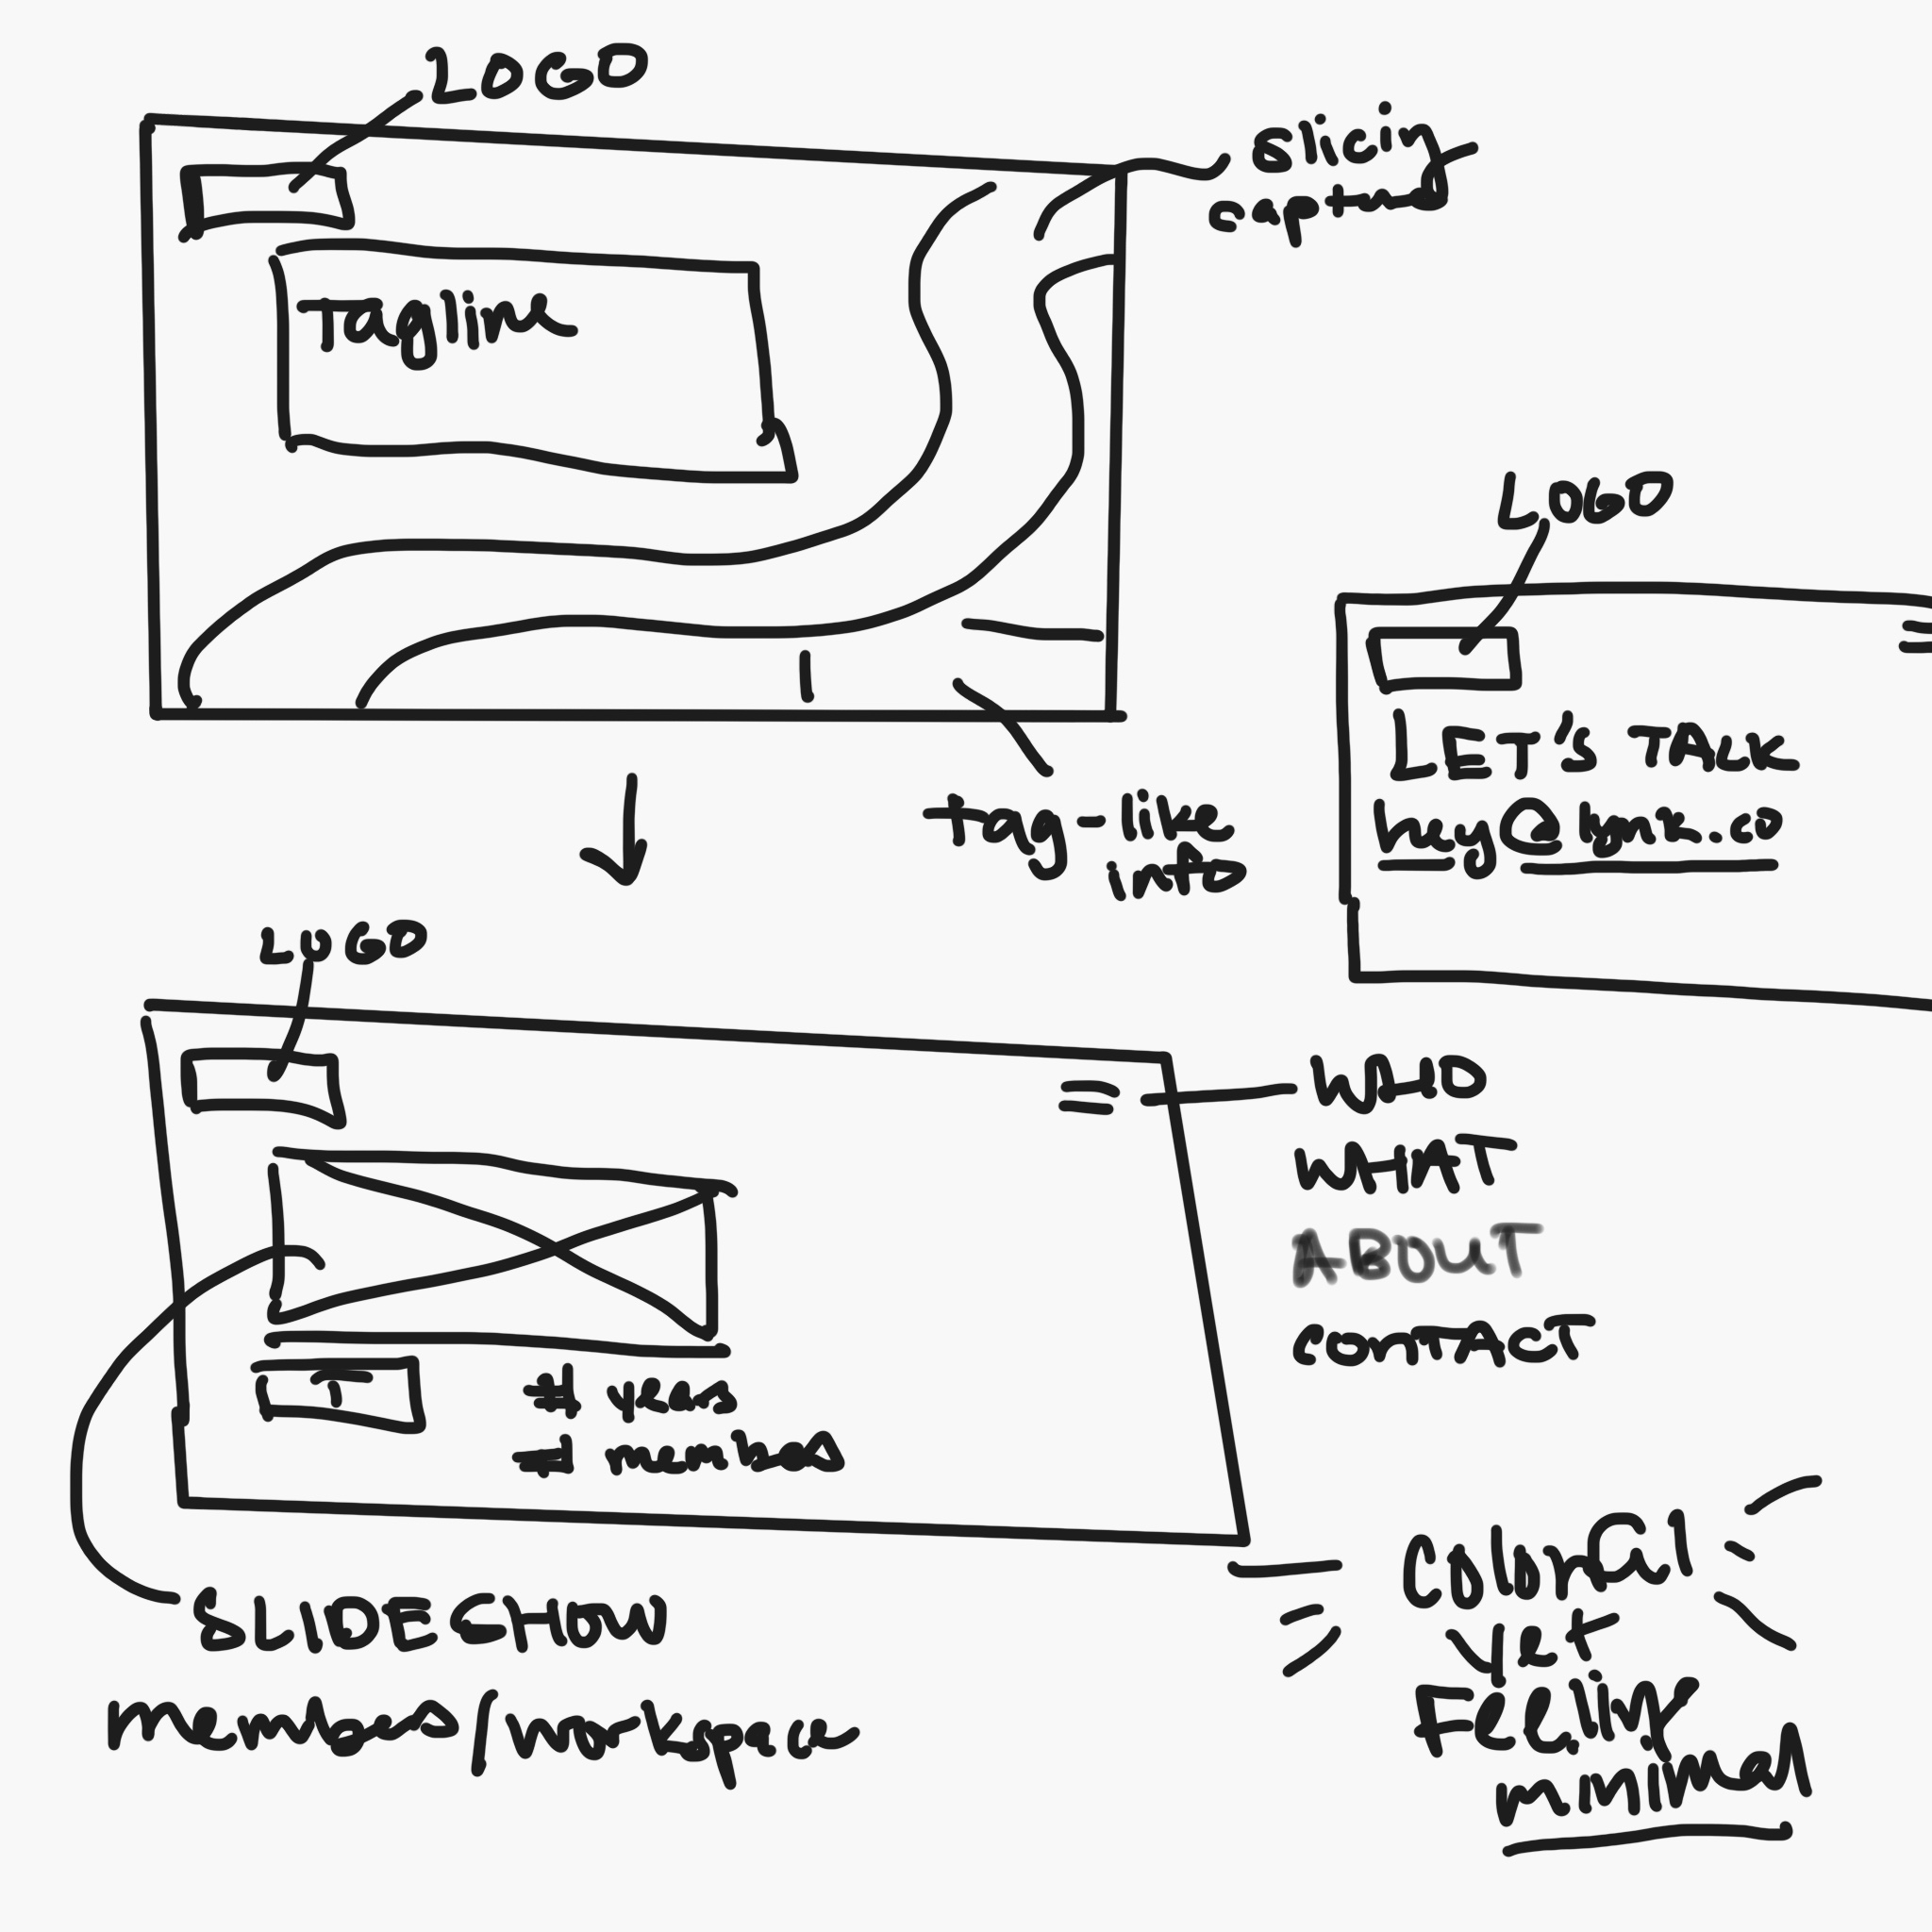 LOGO
slicing
captured
Tagline
tag-like
info
LOGO
LET'S TALK
hey@lynk.co
LOGO
WHO
WHAT
ABOUT
CONTACT
# years
# members
SLIDESHOW
members/workspace
colorful
yet
feeling
minimal